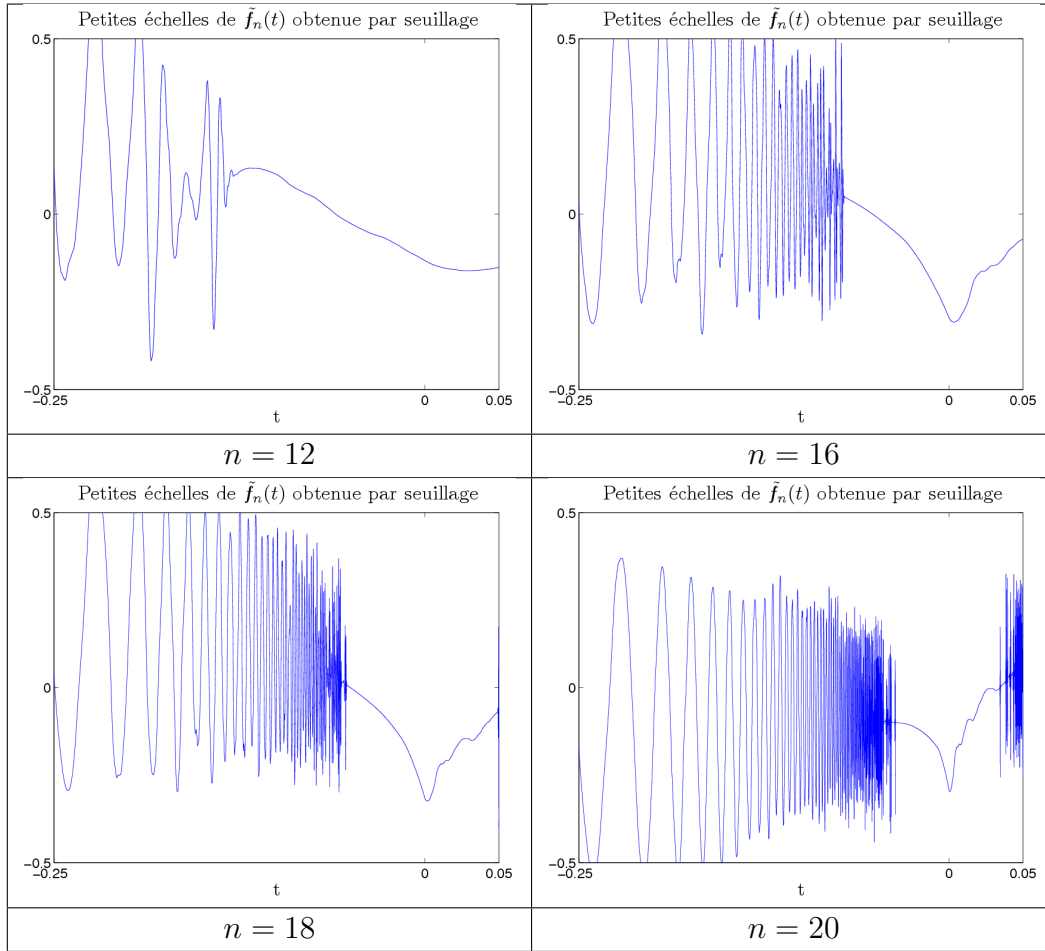 Petites échelles de f̃ₙ(t) obtenue par seuillage
0.5
0
−0.5
−0.25
0
0.05
t
n = 12
Petites échelles de f̃ₙ(t) obtenue par seuillage
0.5
0
−0.5
−0.25
0
0.05
t
n = 16
Petites échelles de f̃ₙ(t) obtenue par seuillage
0.5
0
−0.5
−0.25
0
0.05
t
n = 18
Petites échelles de f̃ₙ(t) obtenue par seuillage
0.5
0
−0.5
−0.25
0
0.05
t
n = 20